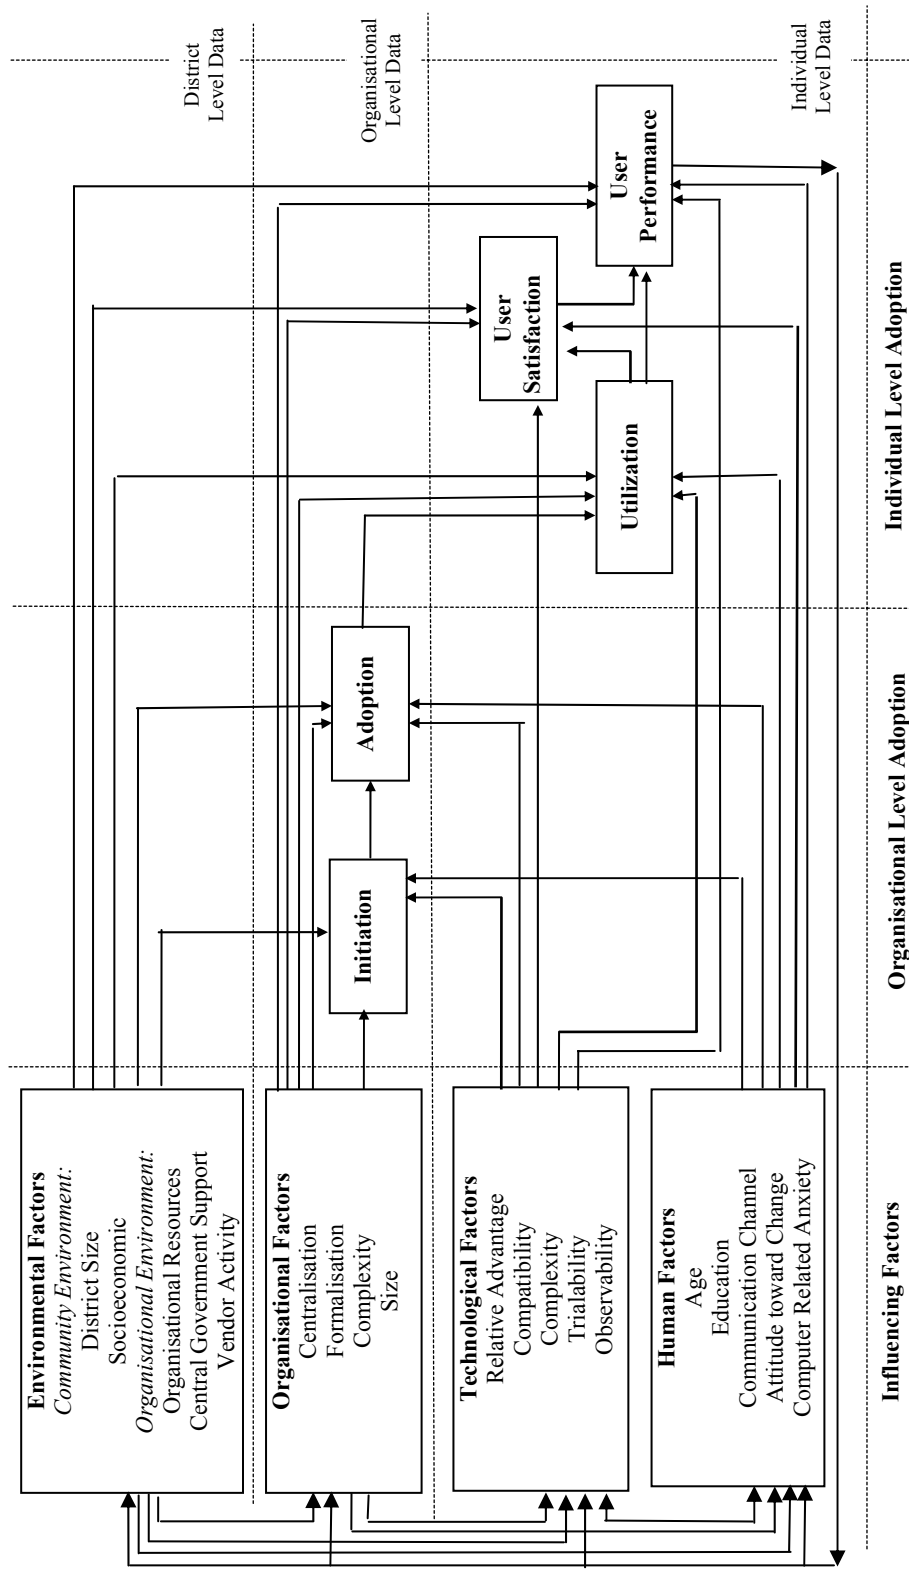 District
Level Data
Organisational
Level Data
Individual
Level Data
Environmental Factors
Community Environment:
District Size
Socioeconomic
Organisational Environment:
Organisational Resources
Central Government Support
Vendor Activity
Organisational Factors
Centralisation
Formalisation
Complexity
Size
Technological Factors
Relative Advantage
Compatibility
Complexity
Trialability
Observability
Human Factors
Age
Education
Communication Channel
Attitude toward Change
Computer Related Anxiety
Initiation
Adoption
Utilization
User
Satisfaction
User
Performance
Influencing Factors
Organisational Level Adoption
Individual Level Adoption